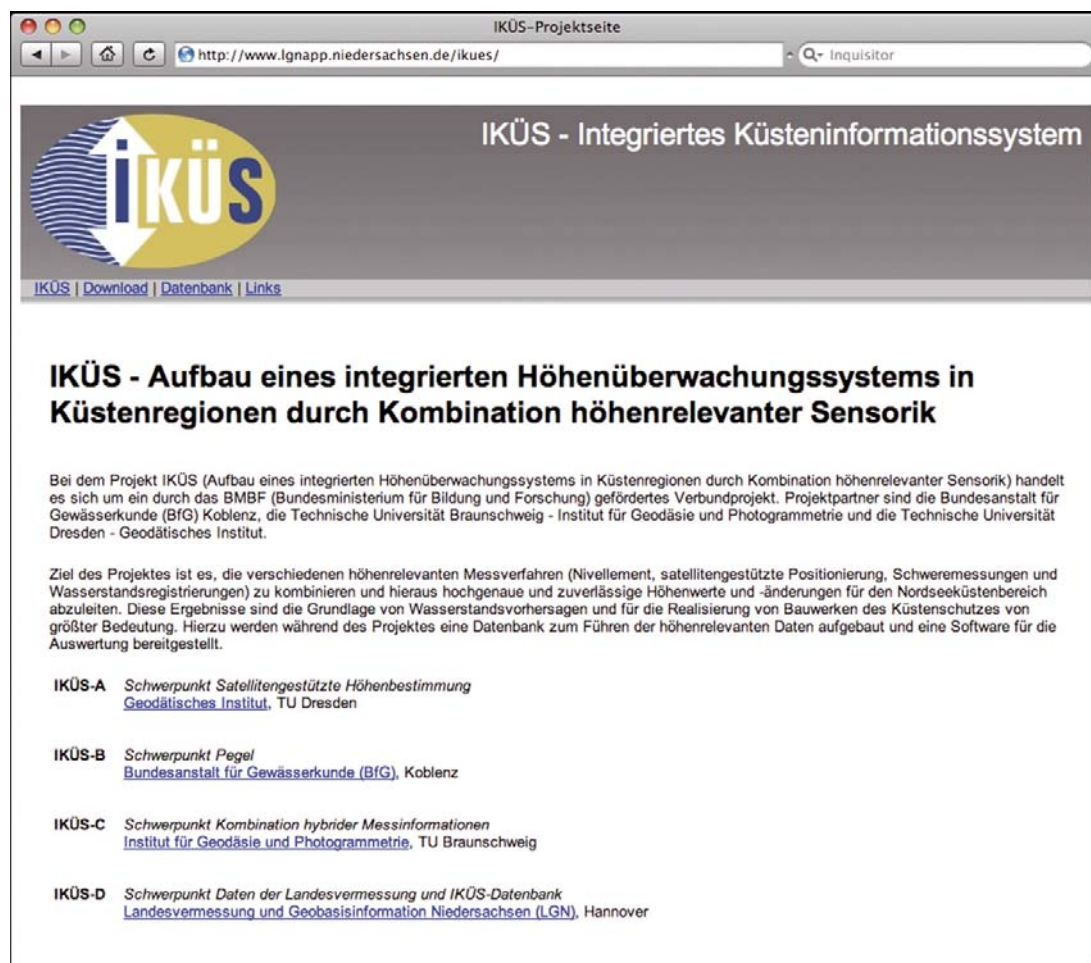 IKÜS-Projektseite
http://www.lgnapp.niedersachsen.de/ikues/
Inquisitor
iKÜS
IKÜS - Integriertes Küsteninformationssystem
IKÜS | Download | Datenbank | Links
IKÜS - Aufbau eines integrierten Höhenüberwachungssystems in
Küstenregionen durch Kombination höhenrelevanter Sensorik
Bei dem Projekt IKÜS (Aufbau eines integrierten Höhenüberwachungssystems in Küstenregionen durch Kombination höhenrelevanter Sensorik) handelt
es sich um ein durch das BMBF (Bundesministerium für Bildung und Forschung) gefördertes Verbundprojekt. Projektpartner sind die Bundesanstalt für
Gewässerkunde (BfG) Koblenz, die Technische Universität Braunschweig - Institut für Geodäsie und Photogrammetrie und die Technische Universität
Dresden - Geodätisches Institut.
Ziel des Projektes ist es, die verschiedenen höhenrelevanten Messverfahren (Nivellement, satellitengestützte Positionierung, Schweremessungen und
Wasserstandsregistrierungen) zu kombinieren und hieraus hochgenaue und zuverlässige Höhenwerte und -änderungen für den Nordseeküstenbereich
abzuleiten. Diese Ergebnisse sind die Grundlage von Wasserstandsvorhersagen und für die Realisierung von Bauwerken des Küstenschutzes von
größter Bedeutung. Hierzu werden während des Projektes eine Datenbank zum Führen der höhenrelevanten Daten aufgebaut und eine Software für die
Auswertung bereitgestellt.
IKÜS-A Schwerpunkt Satellitengestützte Höhenbestimmung
Geodätisches Institut, TU Dresden
IKÜS-B Schwerpunkt Pegel
Bundesanstalt für Gewässerkunde (BfG), Koblenz
IKÜS-C Schwerpunkt Kombination hybrider Messinformationen
Institut für Geodäsie und Photogrammetrie, TU Braunschweig
IKÜS-D Schwerpunkt Daten der Landesvermessung und IKÜS-Datenbank
Landesvermessung und Geobasisinformation Niedersachsen (LGN), Hannover